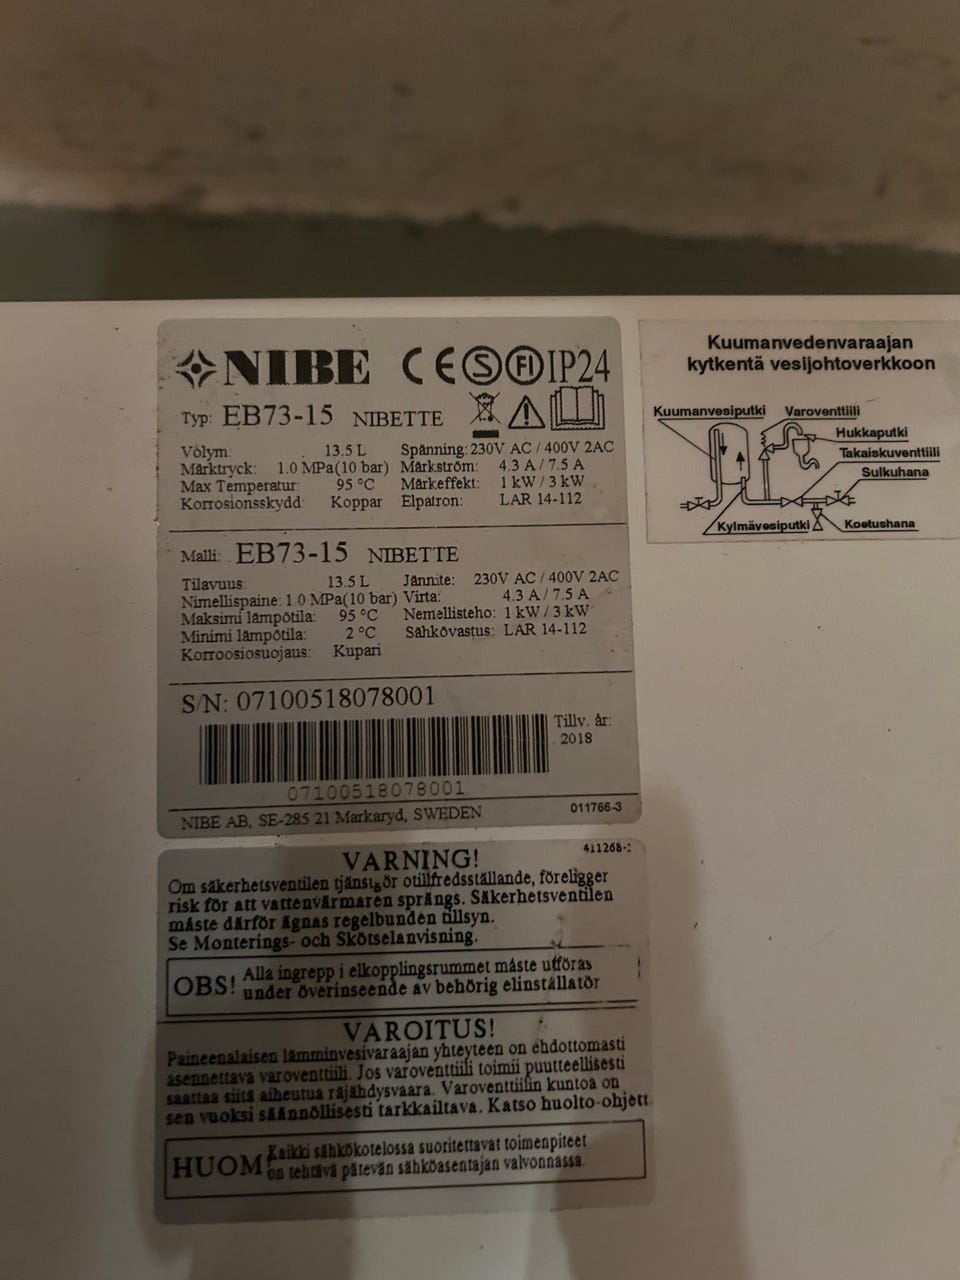 NIBE CE S FI IP24
Typ: EB73-15 NIBETTE
Volym: 13.5 L Spänning: 230V AC / 400V 2AC
Märktryck: 1.0 MPa(10 bar) Märkström: 4.3 A / 7.5 A
Max Temperatur: 95 °C Märkeffekt: 1 kW / 3 kW
Korrosionsskydd: Koppar Elpatron: LAR 14-112
Malli: EB73-15 NIBETTE
Tilavuus: 13.5 L Jännite: 230V AC / 400V 2AC
Nimellispaine: 1.0 MPa(10 bar) Virta: 4.3 A / 7.5 A
Maksimi lämpötila: 95 °C Nemellisteho: 1 kW / 3 kW
Minimi lämpötila: 2 °C Sähkövastus: LAR 14-112
Korroosiosuojaus: Kupari
S/N: 07100518078001
Tillv. år:
2018
07100518078001
NIBE AB, SE-285 21 Markaryd, SWEDEN 011766-3
Kuumanvedenvaraajan
kytkentä vesijohtoverkkoon
Kuumanvesiputki Varoventtiili
Hukkaputki
Takaiskuventtiili
Sulkuhana
Kylmävesiputki Koetushana
VARNING!
Om säkerhetsventilen tjänstgör otillfredsställande, föreligger
risk för att vattenvärmaren sprängs. Säkerhetsventilen
måste därför ägnas regelbunden tillsyn.
Se Monterings- och Skötselanvisning.
OBS! Alla ingrepp i elkopplingsrummet måste utföras
under överinseende av behörig elinstallatör
VAROITUS!
Paineenalaisen lämminvesivaraajan yhteyteen on ehdottomasti
asennettava varoventtiili. Jos varoventtiili toimii puutteellisesti
saattaa siitä aiheutua räjähdysvaara. Varoventtiilin kuntoa on
sen vuoksi säännöllisesti tarkkailtava. Katso huolto-ohjett
HUOM Kaikki sähkökotelossa suoritettavat toimenpiteet
on tehtävä pätevän sähköasentajan valvonnassa.